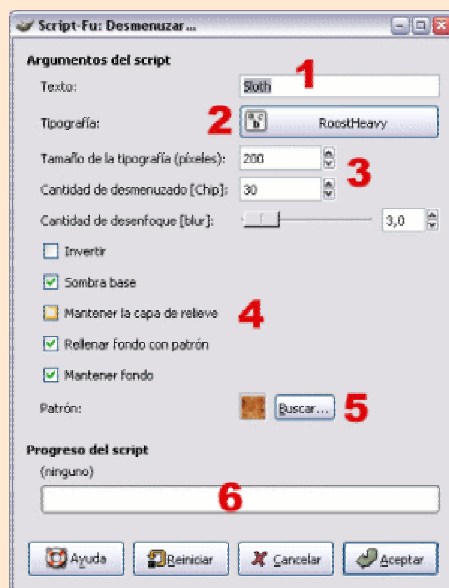 Script-Fu: Desmenuzar...
Argumentos del script
Texto: Sloth 1
Tipografía: 2 RoostHeavy
Tamaño de la tipografía (píxeles): 200
3
Cantidad de desmenuzado [Chip]: 30
Cantidad de desenfoque [blur]: 3,0
Invertir
Sombra base
Mantener la capa de relieve 4
Rellenar fondo con patrón
Mantener fondo
Patrón: Buscar... 5
Progreso del script
(ninguno)
6
Ayuda Reiniciar Cancelar Aceptar